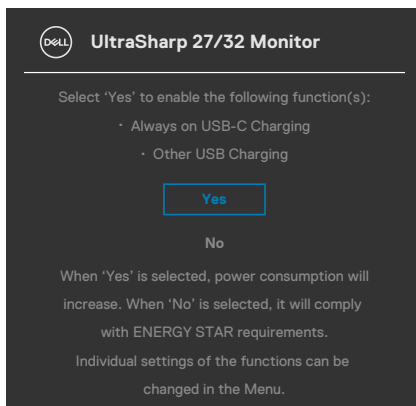 DELL
UltraSharp 27/32 Monitor
Select ‘Yes’ to enable the following function(s):
· Always on USB-C Charging
· Other USB Charging
Yes
No
When ‘Yes’ is selected, power consumption will
increase. When ‘No’ is selected, it will comply
with ENERGY STAR requirements.
Individual settings of the functions can be
changed in the Menu.